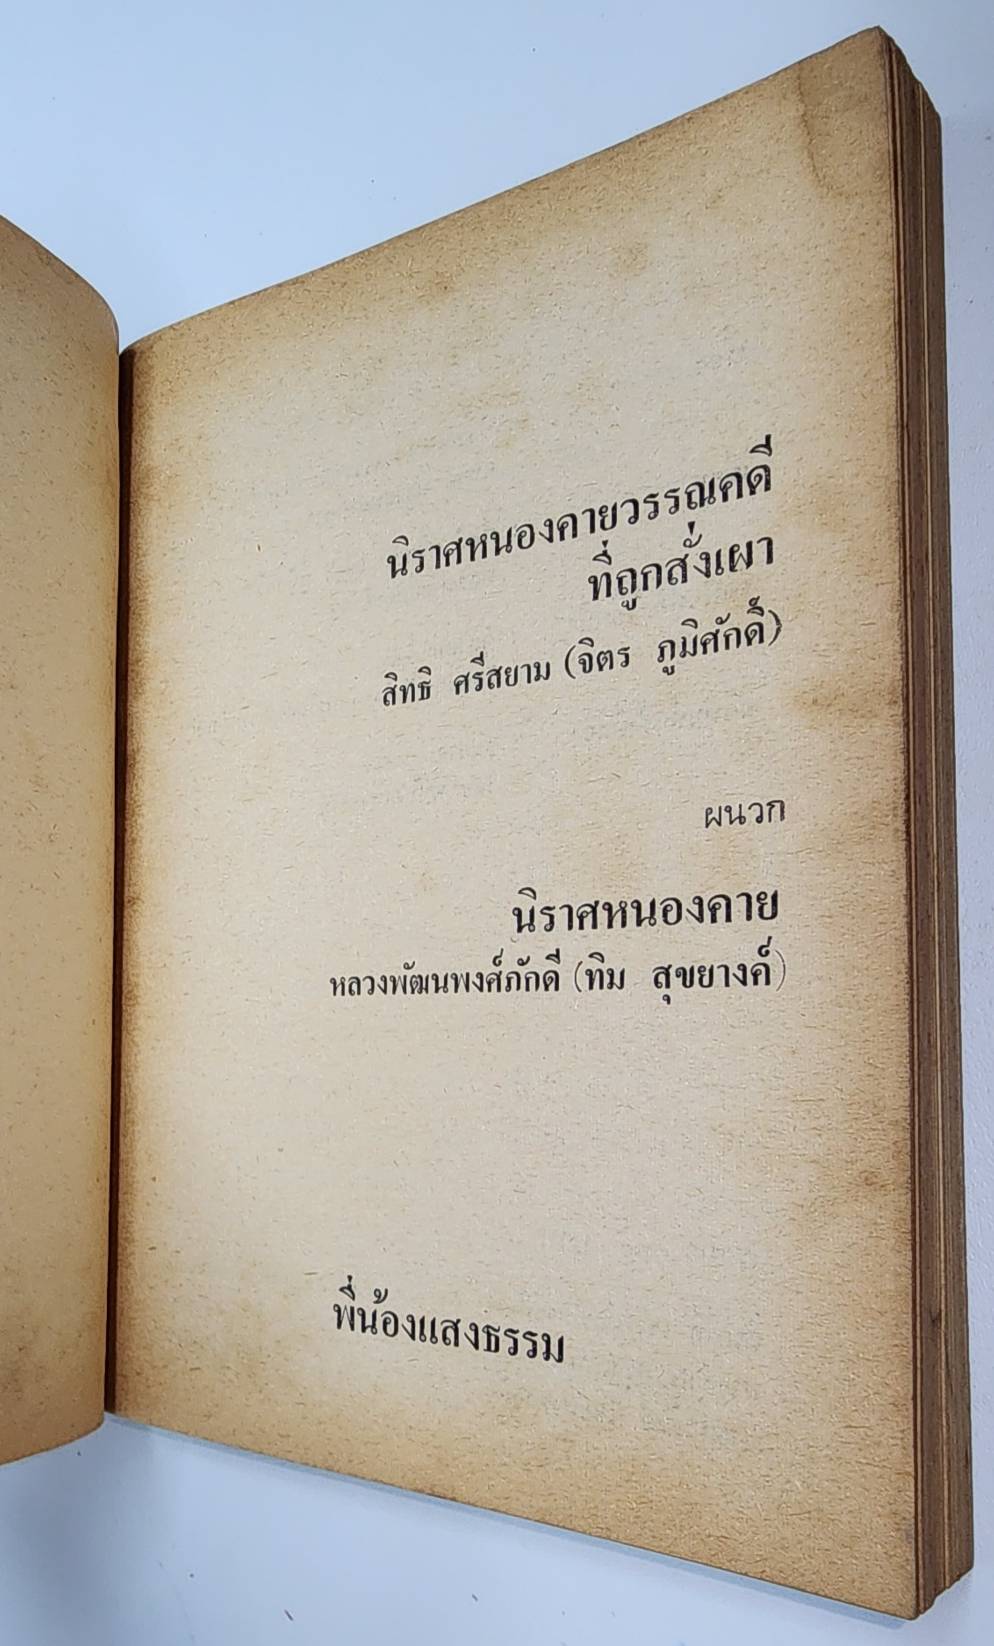 นิราศหนองคายวรรณคดี
ที่ถูกสั่งเผา
สิทธิ ศรีสยาม (จิตร ภูมิศักดิ์)
ผนวก
นิราศหนองคาย
หลวงพัฒนพงศ์ภักดี (ทิม สุขยางค์)
พี่น้องแสงธรรม